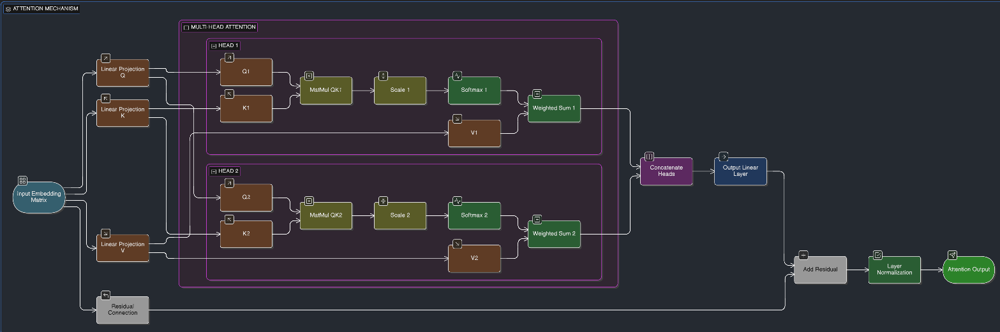 ATTENTION MECHANISM
MULTI-HEAD ATTENTION
HEAD 1
Linear Projection
Q
Linear Projection
K
Q1
K1
MatMul QK1
Scale 1
Softmax 1
Weighted Sum 1
V1
HEAD 2
Input Embedding
Matrix
Q2
K2
MatMul QK2
Scale 2
Softmax 2
Weighted Sum 2
V2
Linear Projection
V
Residual
Connection
Concatenate
Heads
Output Linear
Layer
Add Residual
Layer
Normalization
Attention Output